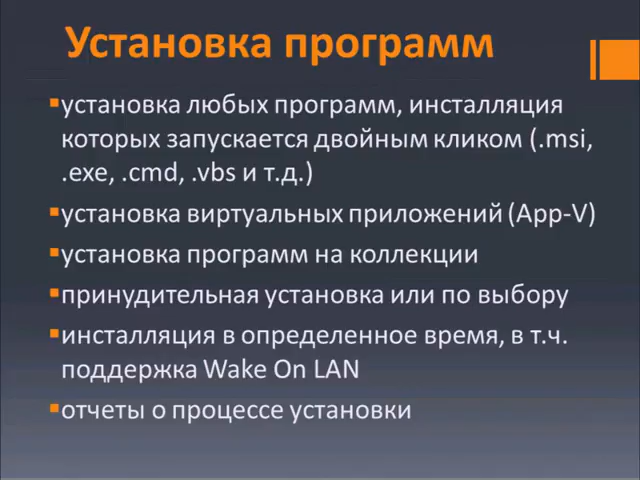 Установка программ
установка любых программ, инсталляция
которых запускается двойным кликом (.msi,
.exe, .cmd, .vbs и т.д.)
установка виртуальных приложений (App-V)
установка программ на коллекции
принудительная установка или по выбору
инсталляция в определенное время, в т.ч.
поддержка Wake On LAN
отчеты о процессе установки